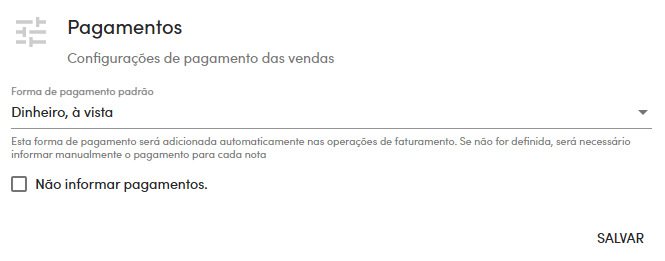 Pagamentos
Configurações de pagamento das vendas
Forma de pagamento padrão
Dinheiro, à vista
Esta forma de pagamento será adicionada automaticamente nas operações de faturamento. Se não for definida, será necessário
informar manualmente o pagamento para cada nota
Não informar pagamentos.
SALVAR